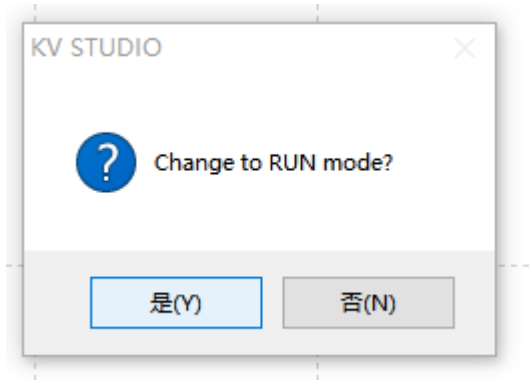 KV STUDIO
Change to RUN mode?
是(Y)
否(N)